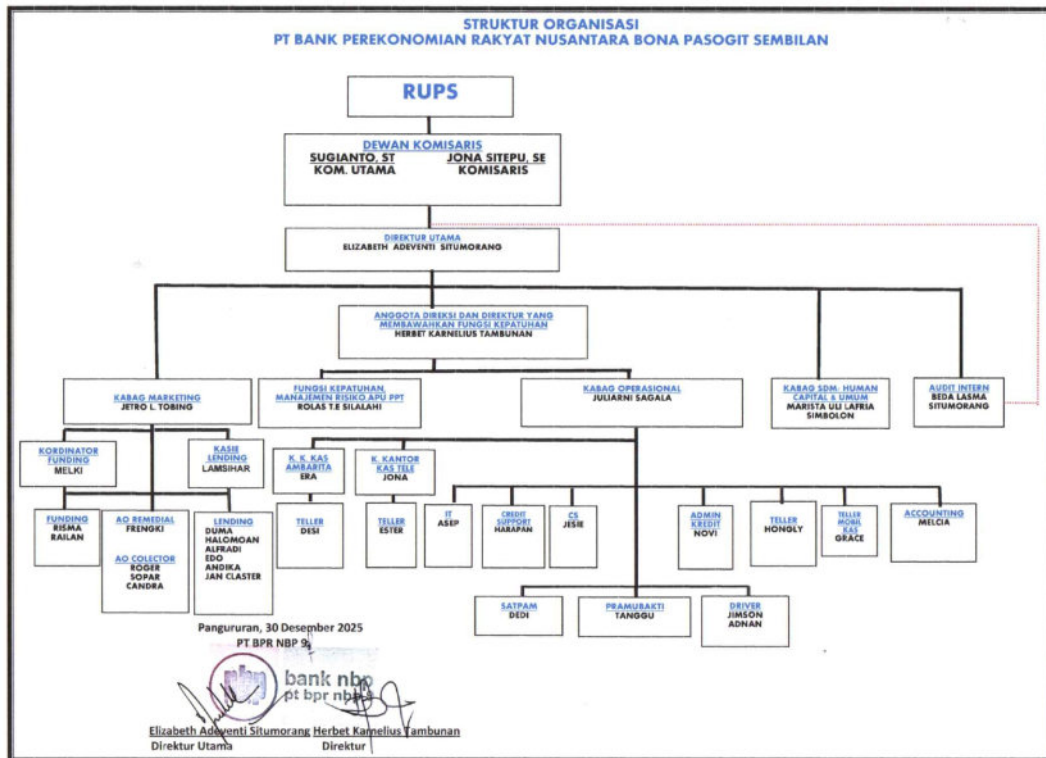 STRUKTUR ORGANISASI
PT BANK PEREKONOMIAN RAKYAT NUSANTARA BONA PASOGIT SEMBILAN
RUPS
DEWAN KOMISARIS
SUGIANTO, ST JONA SITEPU, SE
KOM. UTAMA KOMISARIS
DIREKTUR UTAMA
ELIZABETH ADEVENTI SITUMORANG
ANGGOTA DIREKSI DAN DIREKTUR YANG
MEMBAWAHKAN FUNGSI KEPATUHAN
HERBET KARNELIUS TAMBUNAN
KABAG MARKETING
JETRO L. TOBING
FUNGSI KEPATUHAN,
MANAJEMEN RISIKO APU PPT
ROLAS T.E SILALAHI
KABAG OPERASIONAL
JULIARNI SAGALA
KABAG SDM. HUMAN
CAPITAL & UMUM
MARISTA ULI LAFRIA
SIMBOLON
AUDIT INTERN
BEDA LASMA
SITUMORANG
KORDINATOR
FUNDING
MELKI
KASIE
LENDING
LAMSIHAR
K. K. KAS
AMBARITA
ERA
K. KANTOR
KAS TELE
JONA
FUNDING
RISMA
RAILAN
AO REMEDIAL
FRENGKI
AO COLECTOR
ROGER
SOPAR
CANDRA
LENDING
DUMA
HALOMOAN
ALFRADI
EDO
ANDIKA
JAN CLASTER
TELLER
DESI
TELLER
ESTER
IT
ASEP
CREDIT
SUPPORT
HARAPAN
CS
JESIE
ADMIN
KREDIT
NOVI
TELLER
HONGLY
TELLER
MOBIL
KAS
GRACE
ACCOUNTING
MELCIA
SATPAM
DEDI
PRAMUBAKTI
TANGGU
DRIVER
JIMSON
ADNAN
Pangururan, 30 Desember 2025
PT BPR NBP 9
bank nbp
pt bpr nbp 9
Elizabeth Adeventi Situmorang Herbet Karnelius Tambunan
Direktur Utama Direktur